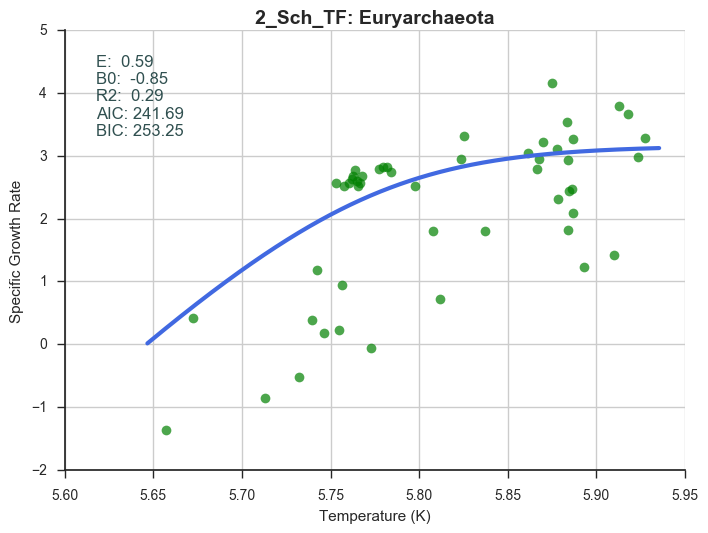 2_Sch_TF: Euryarchaeota
E:  0.59
B0:  -0.85
R2:  0.29
AIC: 241.69
BIC: 253.25
5
4
3
2
1
0
−1
−2
Specific Growth Rate
5.60 5.65 5.70 5.75 5.80 5.85 5.90 5.95
Temperature (K)